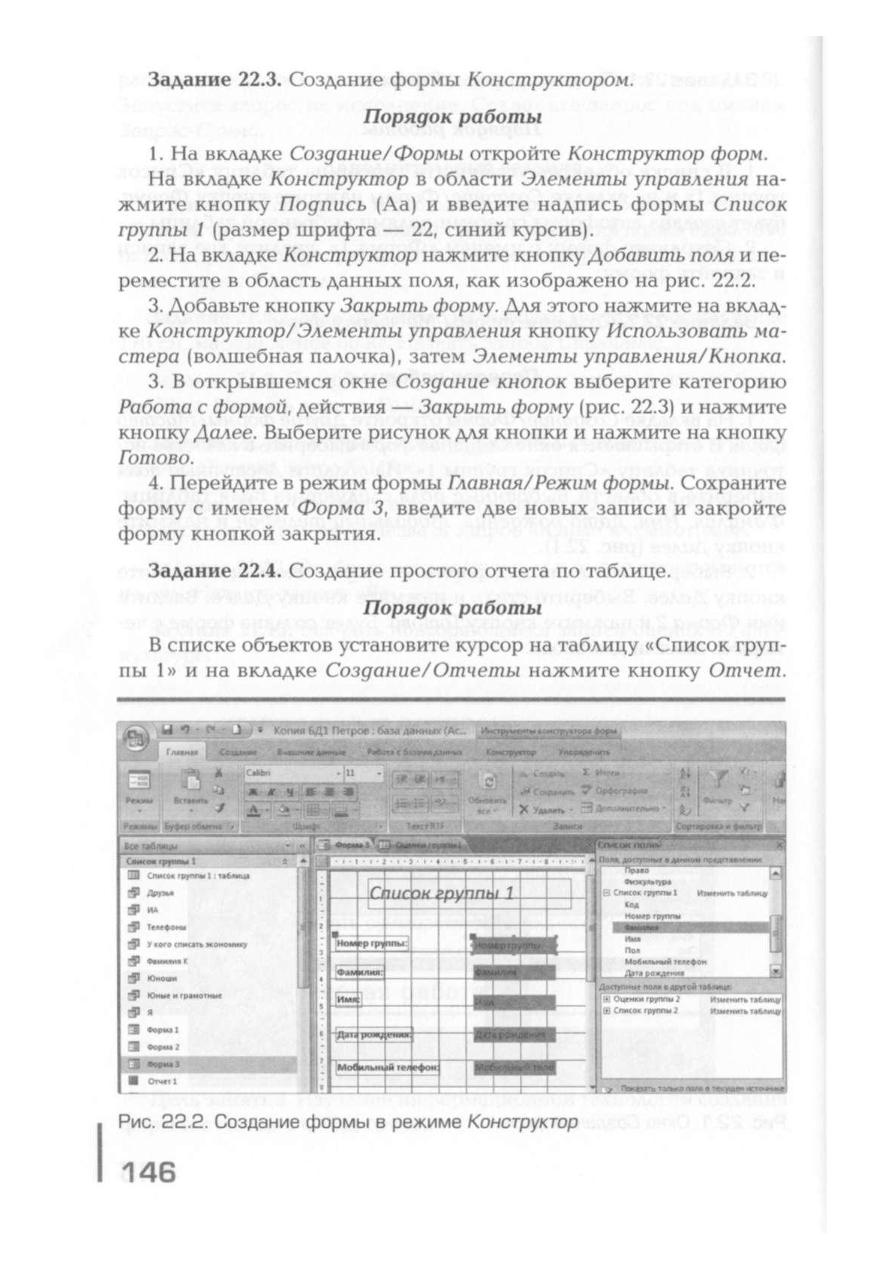 Задание 22.3. Создание формы Конструктором.
Порядок работы
1. На вкладке Создание/Формы откройте Конструктор форм.
На вкладке Конструктор в области Элементы управления на-
жмите кнопку Подпись (Аа) и введите надпись формы Список
группы 1 (размер шрифта — 22, синий курсив).
2. На вкладке Конструктор нажмите кнопку Добавить поля и пе-
реместите в область данных поля, как изображено на рис. 22.2.
3. Добавьте кнопку Закрыть форму. Для этого нажмите на вклад-
ке Конструктор/Элементы управления кнопку Использовать ма-
стера (волшебная палочка), затем Элементы управления/Кнопка.
3. В открывшемся окне Создание кнопок выберите категорию
Работа с формой, действия — Закрыть форму (рис. 22.3) и нажмите
кнопку Далее. Выберите рисунок для кнопки и нажмите на кнопку
Готово.
4. Перейдите в режим формы Главная/Режим формы. Сохраните
форму с именем Форма 3, введите две новых записи и закройте
форму кнопкой закрытия.
Задание 22.4. Создание простого отчета по таблице.
Порядок работы
В списке объектов установите курсор на таблицу «Список груп-
пы 1» и на вкладке Создание/Отчеты нажмите кнопку Отчет.
Копия БД1 Петров : база данных (Ac... Инструменты конструктора форм
Главная Создание Внешние данные Работа с базами данных Конструктор Упорядочить
Calibri 11
Создать Итоги
Сохранить Орфография
Удалить Дополнительно
Режимы Вставить Обновить все Фильтр
Режимы Буфер обмена Шрифт Текст RTF Записи Сортировка и фильтр
Все таблицы
Список группы 1
Список группы 1 : таблица
Друзья
ИА
Телефоны
У кого списать экономику
Фамилия К
Юноши
Юные и грамотные
Я
Форма 1
Форма 2
Форма 3
Отчет 1
Форма 3 Оценки группы 1
Список группы 1
Номер группы: Номер группы
Фамилия: Фамилия
Имя: Имя
Дата рождения: Дата рождения
Мобильный телефон: Мобильный теле
Список полей
Поля, доступные в данном представлении:
Право
Физкультура
Список группы 1 Изменить таблицу
Код
Номер группы
Фамилия
Имя
Пол
Мобильный телефон
Дата рождения
Доступные поля в другой таблице:
Оценки группы 2 Изменить таблицу
Список группы 2 Изменить таблицу
Показать только поля в текущем источнике
Рис. 22.2. Создание формы в режиме Конструктор
146